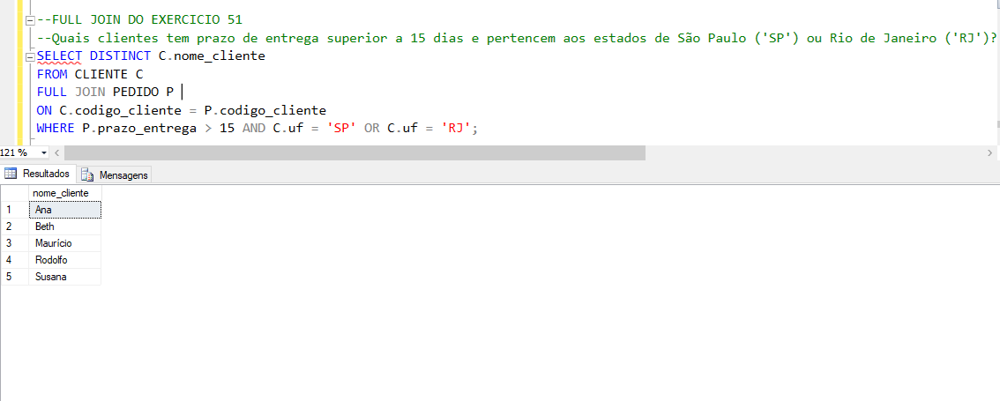 --FULL JOIN DO EXERCICIO 51
--Quais clientes tem prazo de entrega superior a 15 dias e pertencem aos estados de São Paulo ('SP') ou Rio de Janeiro ('RJ')?
SELECT DISTINCT C.nome_cliente
FROM CLIENTE C
FULL JOIN PEDIDO P
ON C.codigo_cliente = P.codigo_cliente
WHERE P.prazo_entrega > 15 AND C.uf = 'SP' OR C.uf = 'RJ';
121 %
Resultados Mensagens
nome_cliente
1 Ana
2 Beth
3 Maurício
4 Rodolfo
5 Susana